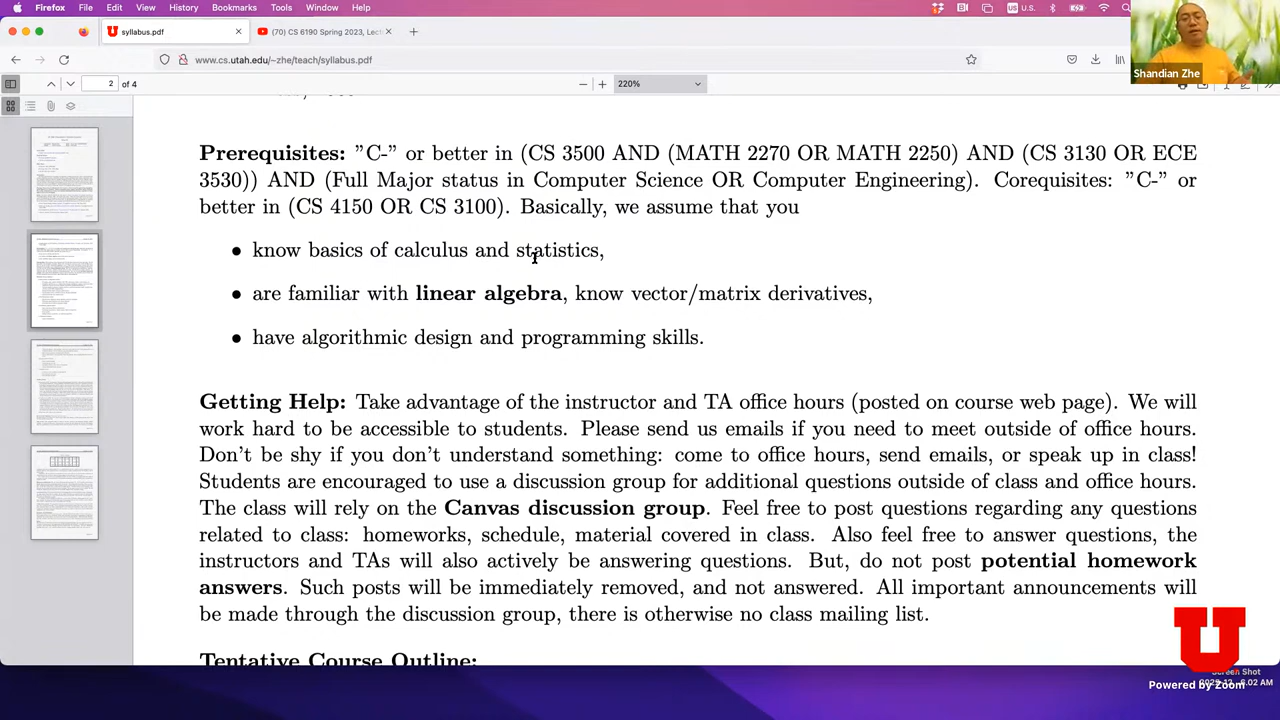 Firefox File Edit View History Bookmarks Tools Window Help U.S.
syllabus.pdf (70) CS 6190 Spring 2023, Lect
www.cs.utah.edu/~zhe/teach/syllabus.pdf
Shandian Zhe
2 of 4 220%
Prerequisites: "C-" or better in (CS 3500 AND (MATH 2270 OR MATH 2250) AND (CS 3130 OR ECE
3530)) AND (Full Major status in Computer Science OR Computer Engineering). Corequisites: "C-" or
better in (CS 4150 OR CS 3100)). Basically, we assume that you
• know basics of calculus and statistics,
• are familiar with linear algebra, know vector/matrix derivatives,
• have algorithmic design and programming skills.
Getting Help: Take advantage of the instructor and TA office hours (posted on course web page). We will
work hard to be accessible to students. Please send us emails if you need to meet outside of office hours.
Don't be shy if you don't understand something: come to office hours, send emails, or speak up in class!
Students are encouraged to use a discussion group for additional questions outside of class and office hours.
The class will rely on the Canvas discussion group. Feel free to post questions regarding any questions
related to class: homeworks, schedule, material covered in class. Also feel free to answer questions, the
instructors and TAs will also actively be answering questions. But, do not post potential homework
answers. Such posts will be immediately removed, and not answered. All important announcements will
be made through the discussion group, there is otherwise no class mailing list.
Tentative Course Outline:
U
Screen Shot
Powered by Zoom